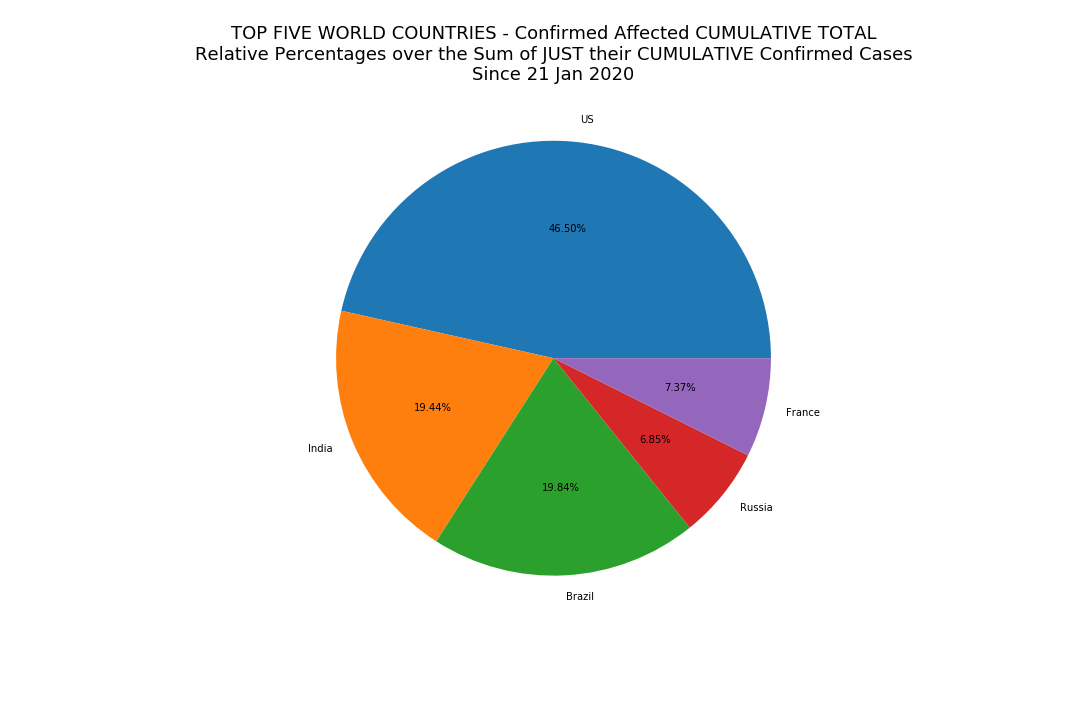 TOP FIVE WORLD COUNTRIES - Confirmed Affected CUMULATIVE TOTAL
Relative Percentages over the Sum of JUST their CUMULATIVE Confirmed Cases
Since 21 Jan 2020
US
46.50%
7.37%
19.44%
France
6.85%
India
19.84%
Russia
Brazil